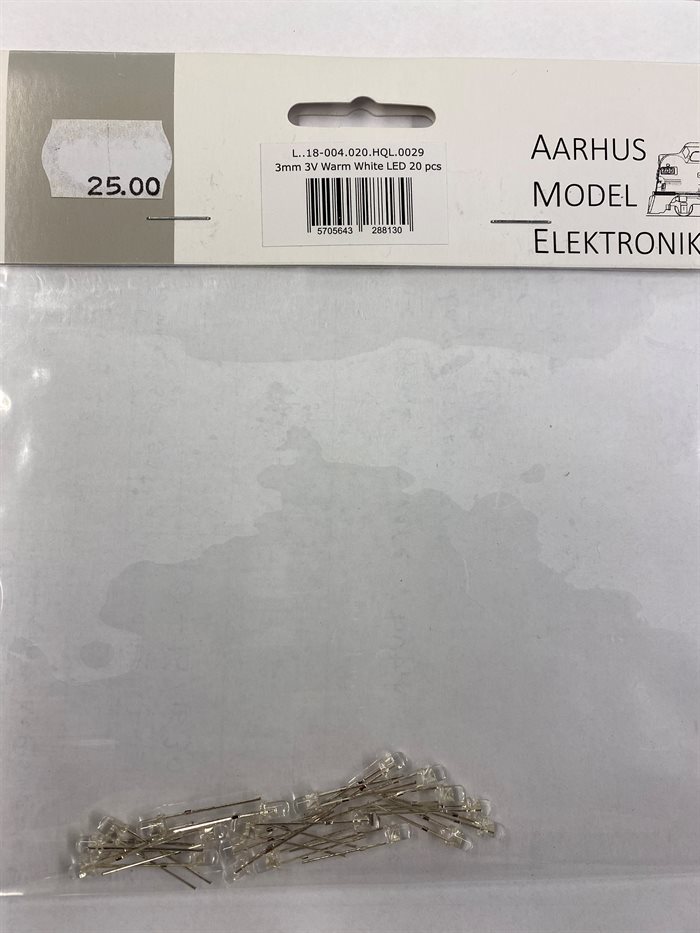 25.00
L..18-004.020.HQL.0029
3mm 3V Warm White LED 20 pcs
5705643 288130
AARHUS
MODEL
ELEKTRONIK